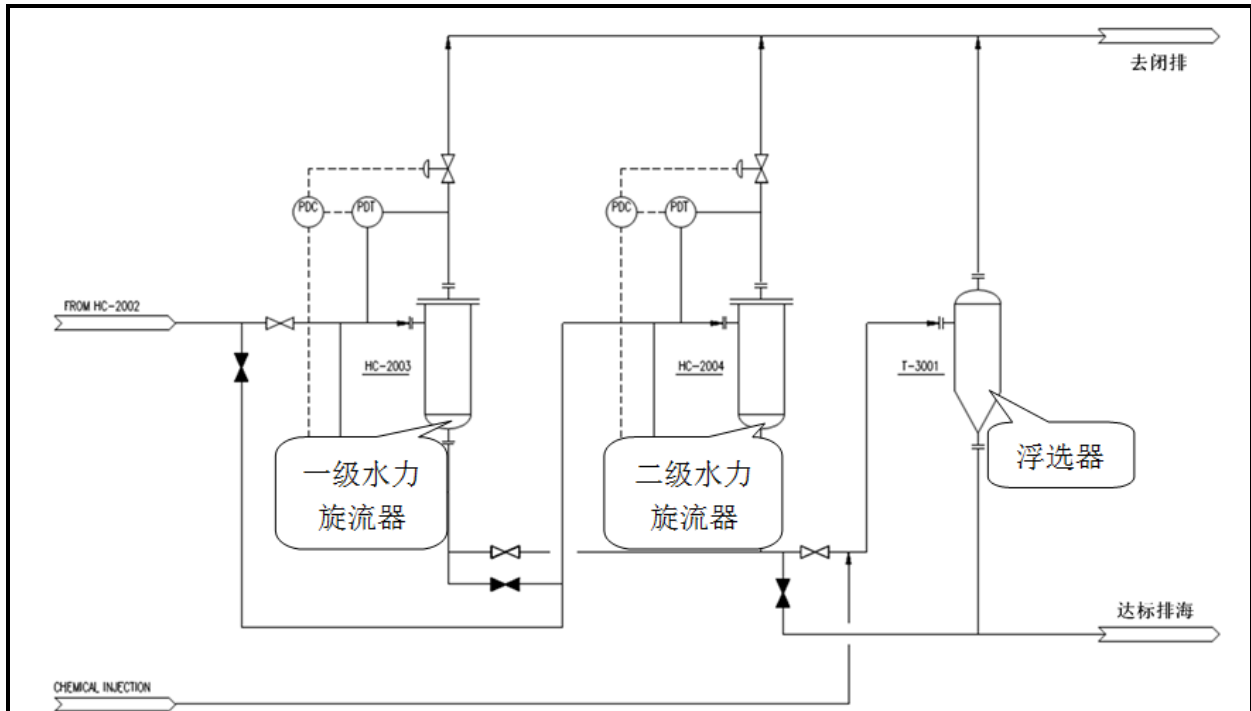 去闭排
PDC
PDT
PDC
PDT
FROM HC-2002
HC-2003
HC-2004
T-3001
一级水力
旋流器
二级水力
旋流器
浮选器
达标排海
CHEMICAL INJECTION